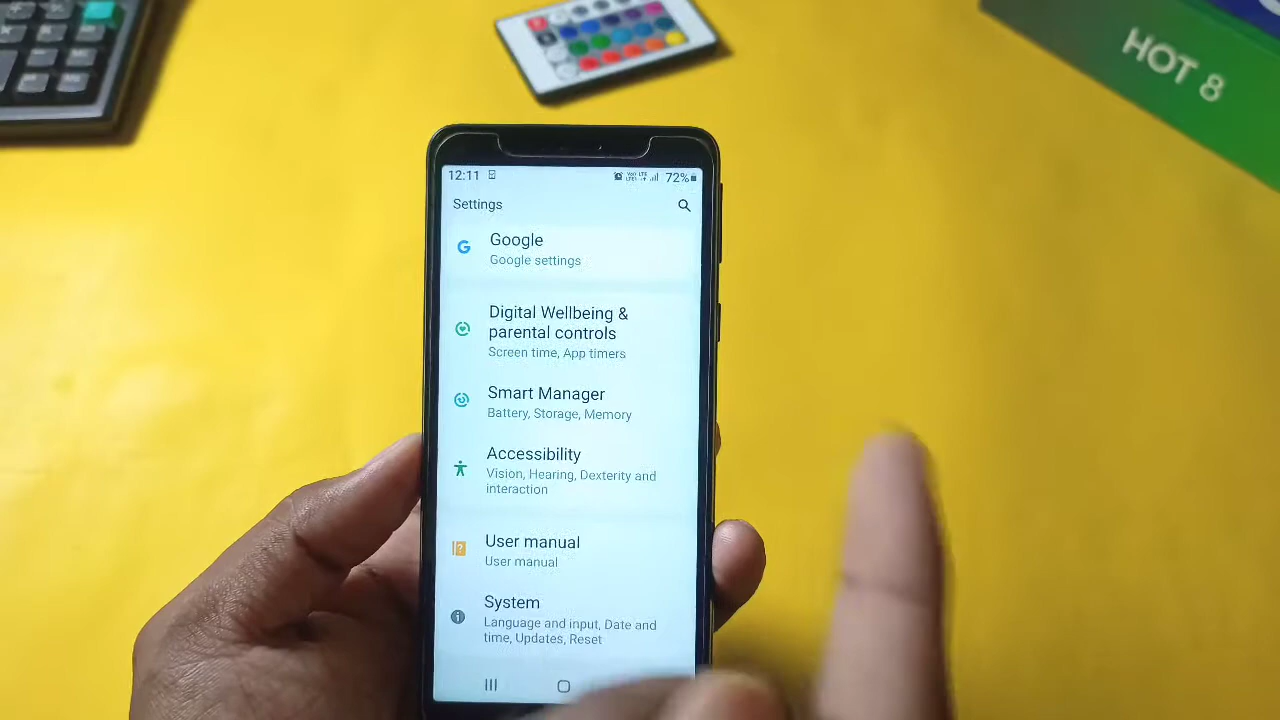 HOT 8
12:11
72%
Settings
Google
Google settings
Digital Wellbeing &
parental controls
Screen time, App timers
Smart Manager
Battery, Storage, Memory
Accessibility
Vision, Hearing, Dexterity and
interaction
User manual
User manual
System
Language and input, Date and
time, Updates, Reset